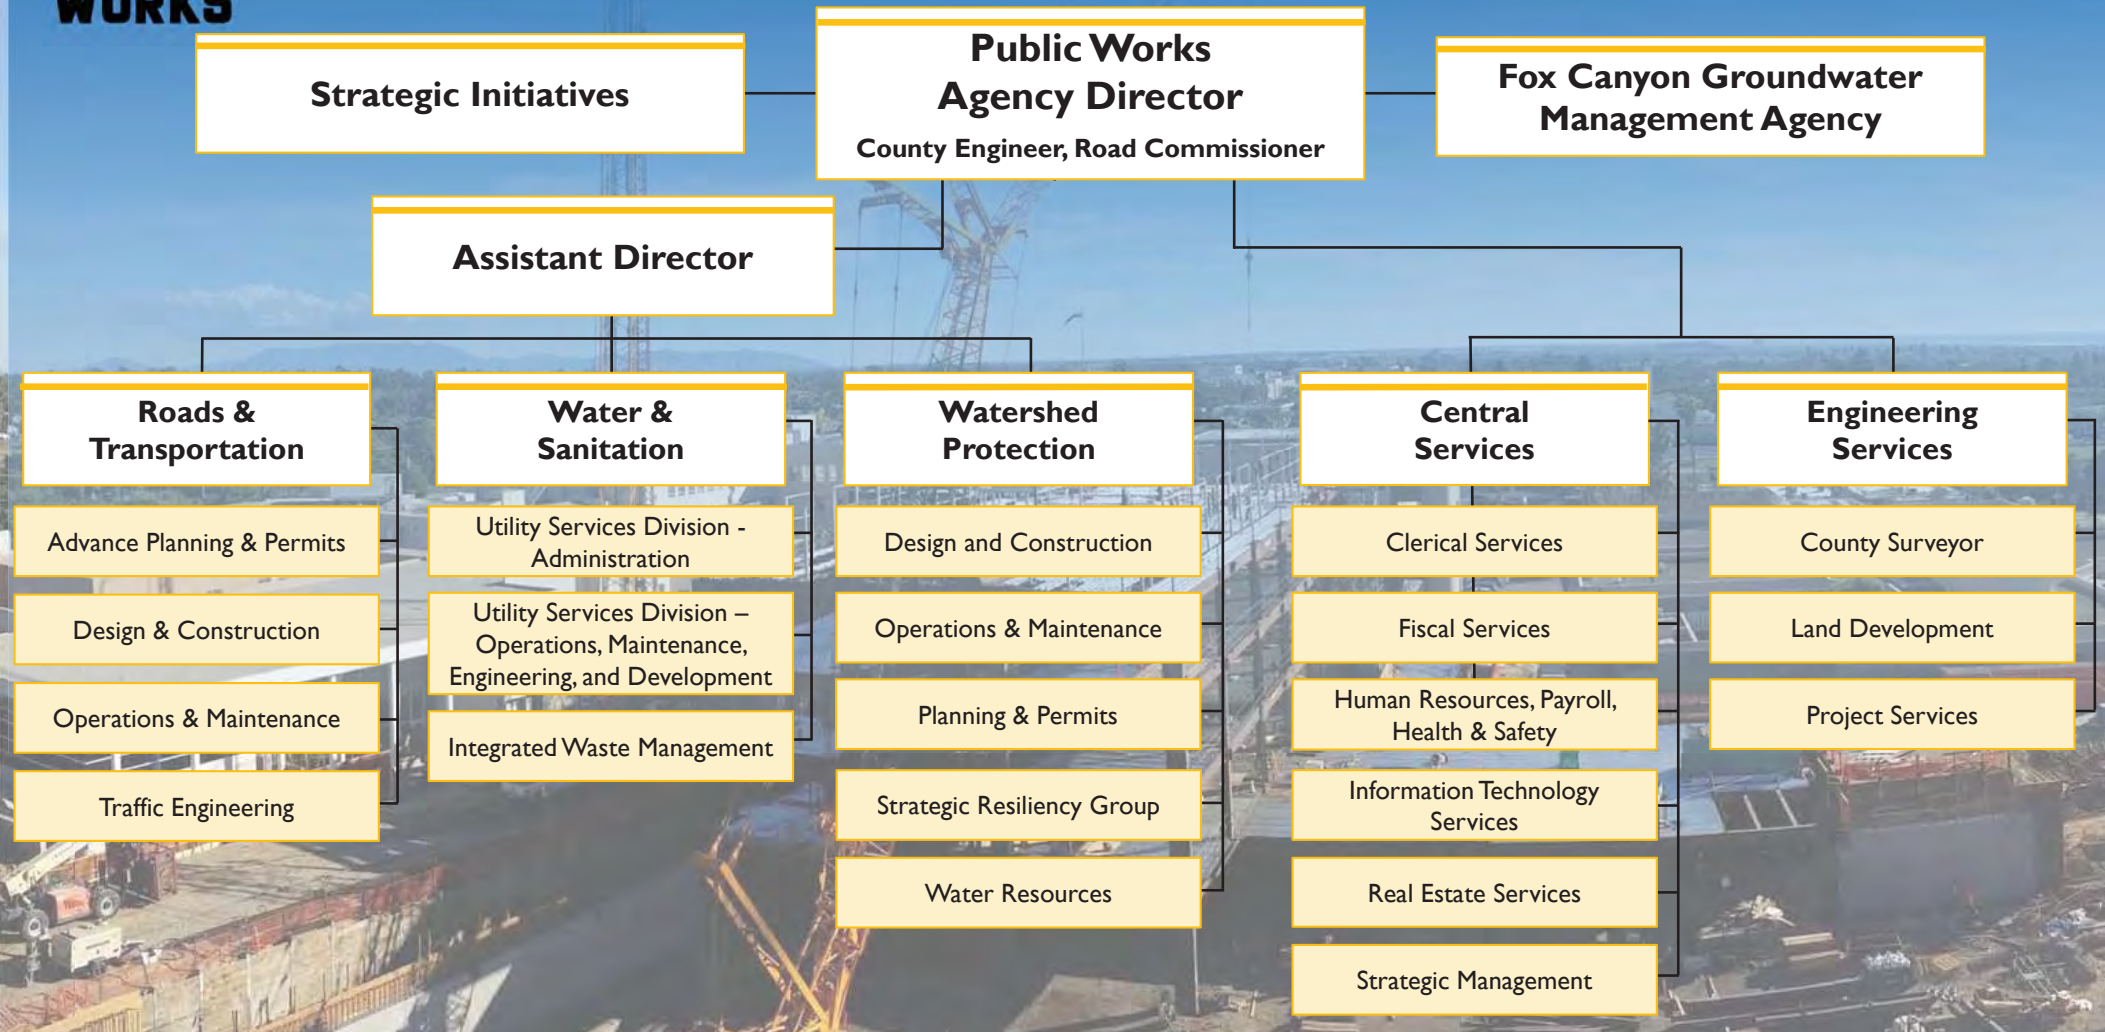 WORKS
Strategic Initiatives
Public Works
Agency Director
County Engineer, Road Commissioner
Fox Canyon Groundwater
Management Agency
Assistant Director
Roads &
Transportation
Advance Planning & Permits
Design & Construction
Operations & Maintenance
Traffic Engineering
Water &
Sanitation
Utility Services Division -
Administration
Utility Services Division –
Operations, Maintenance,
Engineering, and Development
Integrated Waste Management
Watershed
Protection
Design and Construction
Operations & Maintenance
Planning & Permits
Strategic Resiliency Group
Water Resources
Central
Services
Clerical Services
Fiscal Services
Human Resources, Payroll,
Health & Safety
Information Technology
Services
Real Estate Services
Strategic Management
Engineering
Services
County Surveyor
Land Development
Project Services